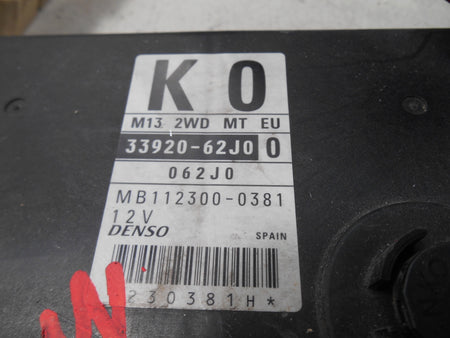 K 0
M13 2WD MT EU
33920-62J0 0
062J0
MB112300-0381
12V
DENSO SPAIN
230381H*